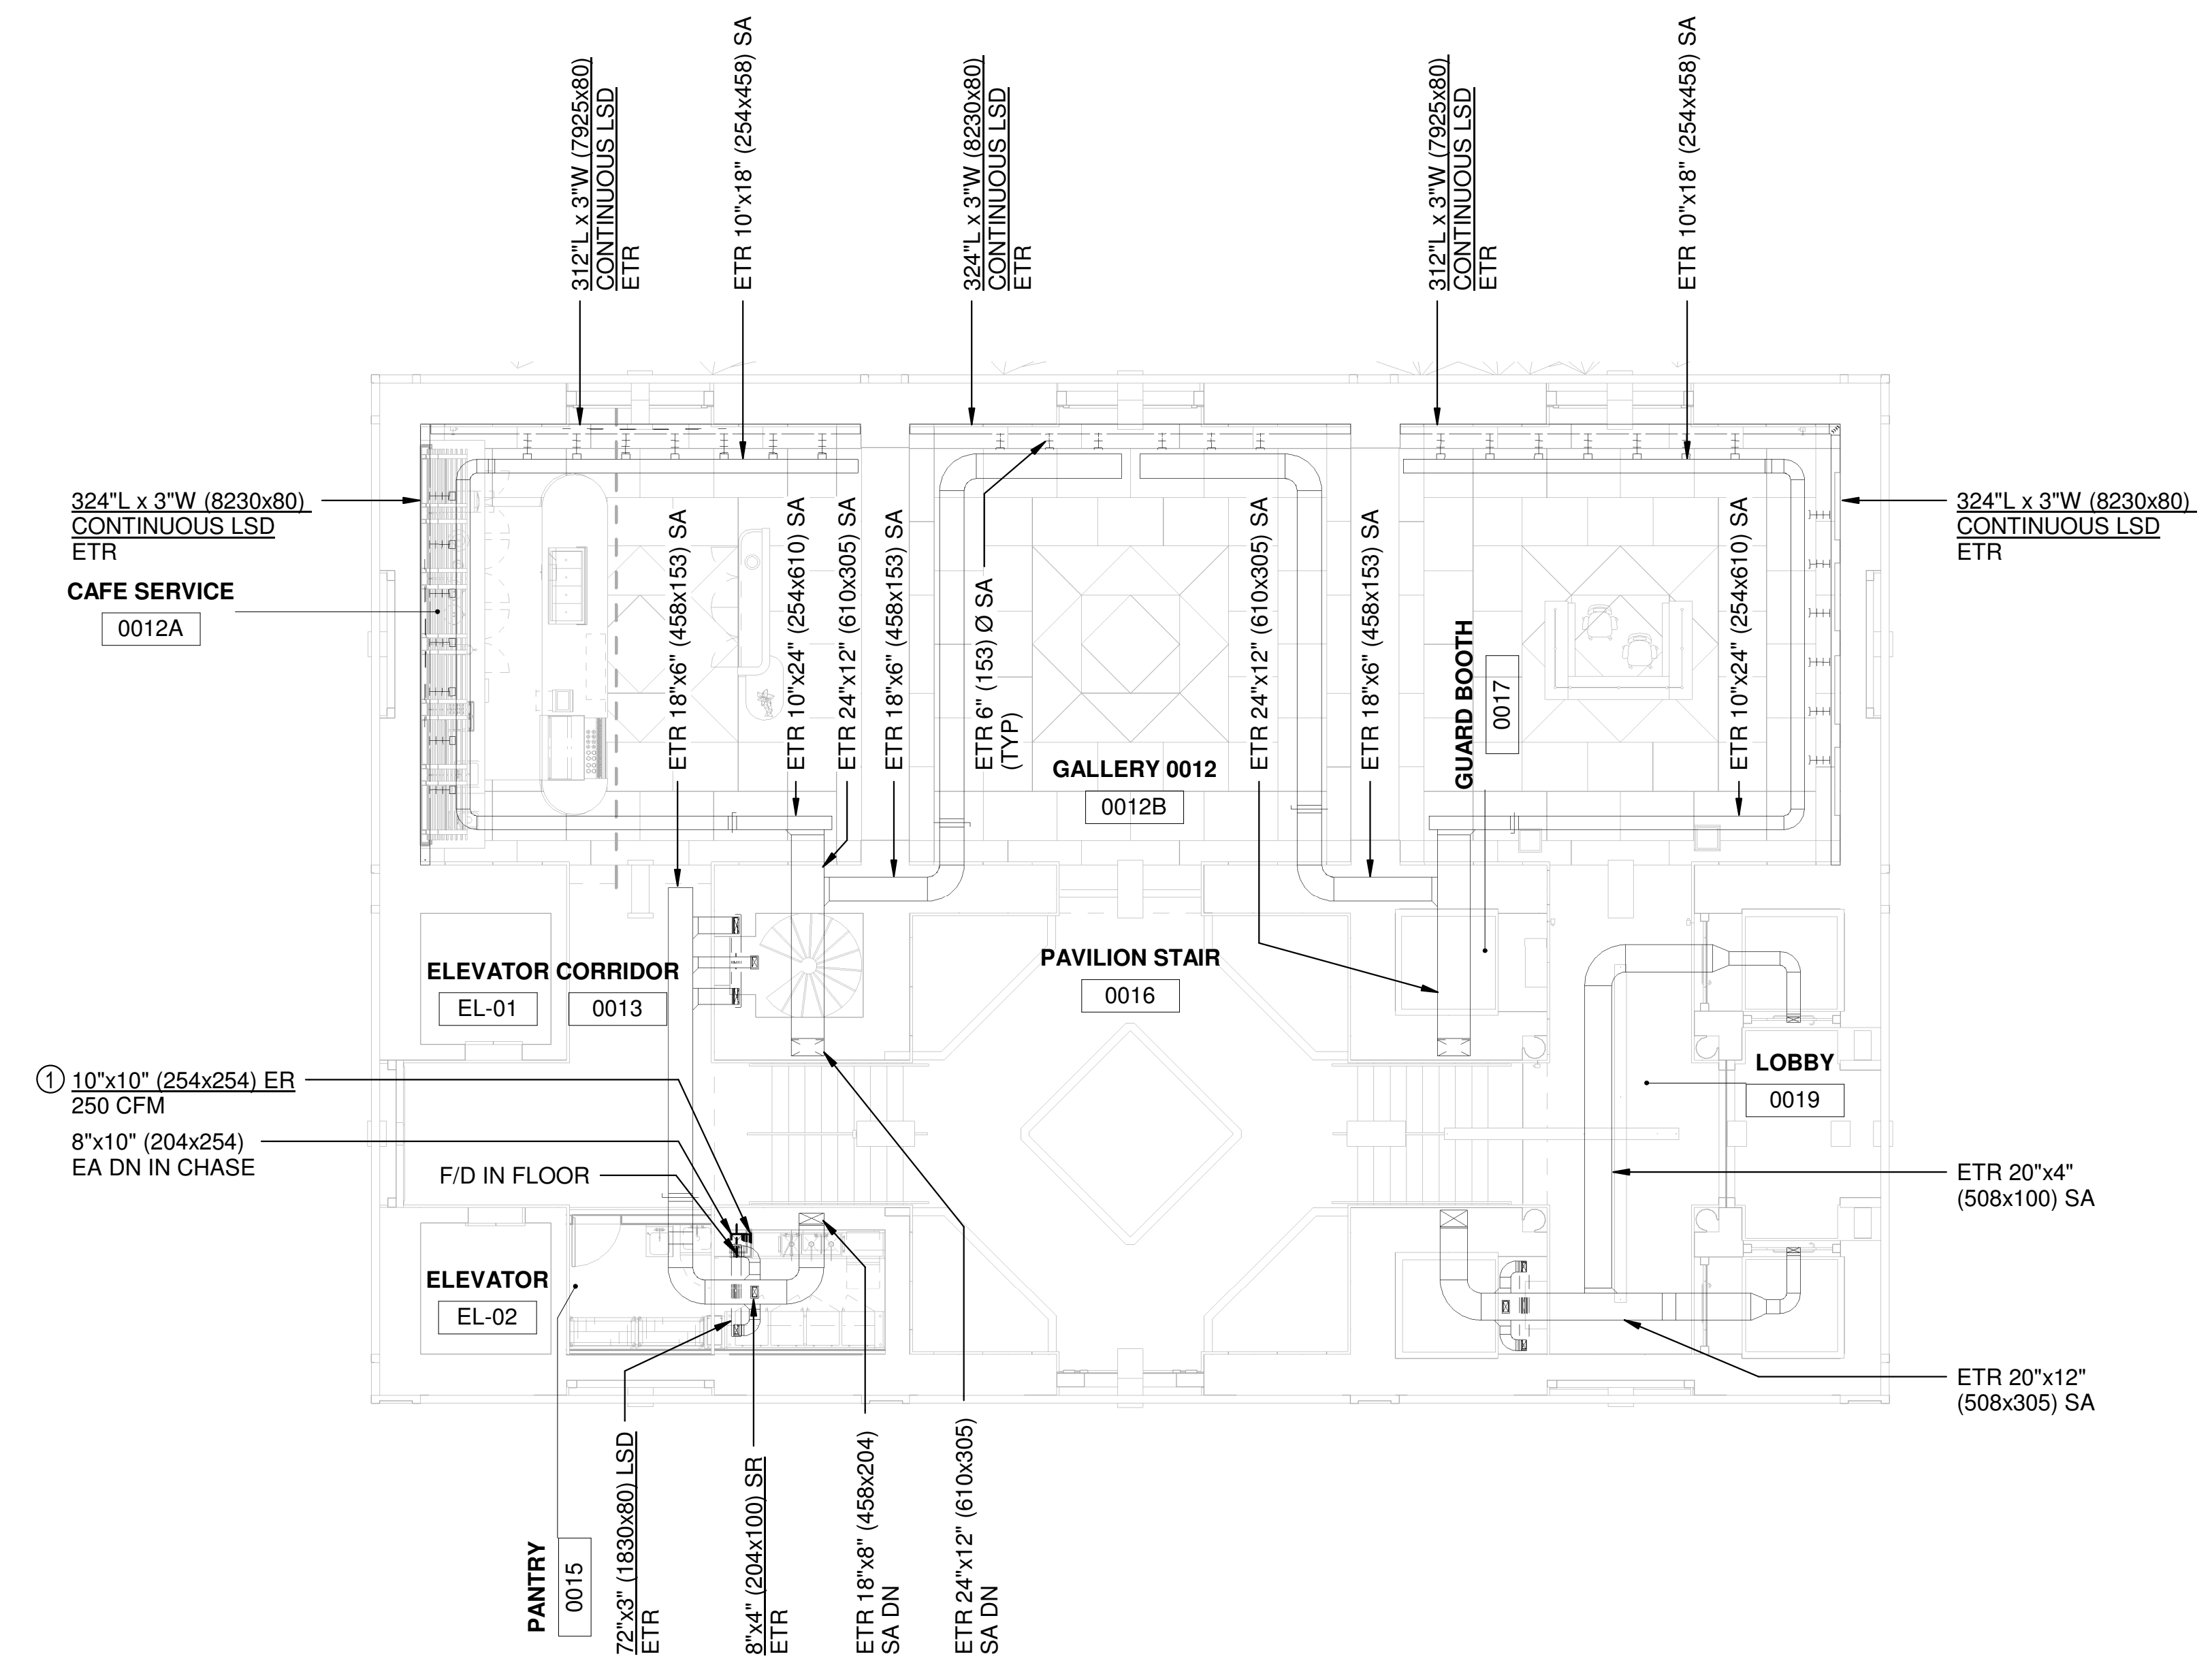 312"L x 3"W (7925x80)
CONTINUOUS LSD
ETR
ETR 10"x18" (254x458) SA
324"L x 3"W (8230x80)
CONTINUOUS LSD
ETR
312"L x 3"W (7925x80)
CONTINUOUS LSD
ETR
ETR 10"x18" (254x458) SA
324"L x 3"W (8230x80)
CONTINUOUS LSD
ETR
CAFE SERVICE
0012A
ETR 18"x6" (458x153) SA
ETR 10"x24" (254x610) SA
ETR 24"x12" (610x305) SA
ETR 18"x6" (458x153) SA
ETR 6" (153) Ø SA
(TYP)
GALLERY 0012
0012B
ETR 24"x12" (610x305) SA
ETR 18"x6" (458x153) SA
GUARD BOOTH
0017
ETR 10"x24" (254x610) SA
324"L x 3"W (8230x80)
CONTINUOUS LSD
ETR
ELEVATOR
EL-01
CORRIDOR
0013
PAVILION STAIR
0016
LOBBY
0019
1
10"x10" (254x254) ER
250 CFM
8"x10" (204x254)
EA DN IN CHASE
F/D IN FLOOR
ETR 20"x4"
(508x100) SA
ELEVATOR
EL-02
ETR 20"x12"
(508x305) SA
PANTRY
0015
72"x3" (1830x80) LSD
ETR
8"x4" (204x100) SR
ETR
ETR 18"x8" (458x204)
SA DN
ETR 24"x12" (610x305)
SA DN